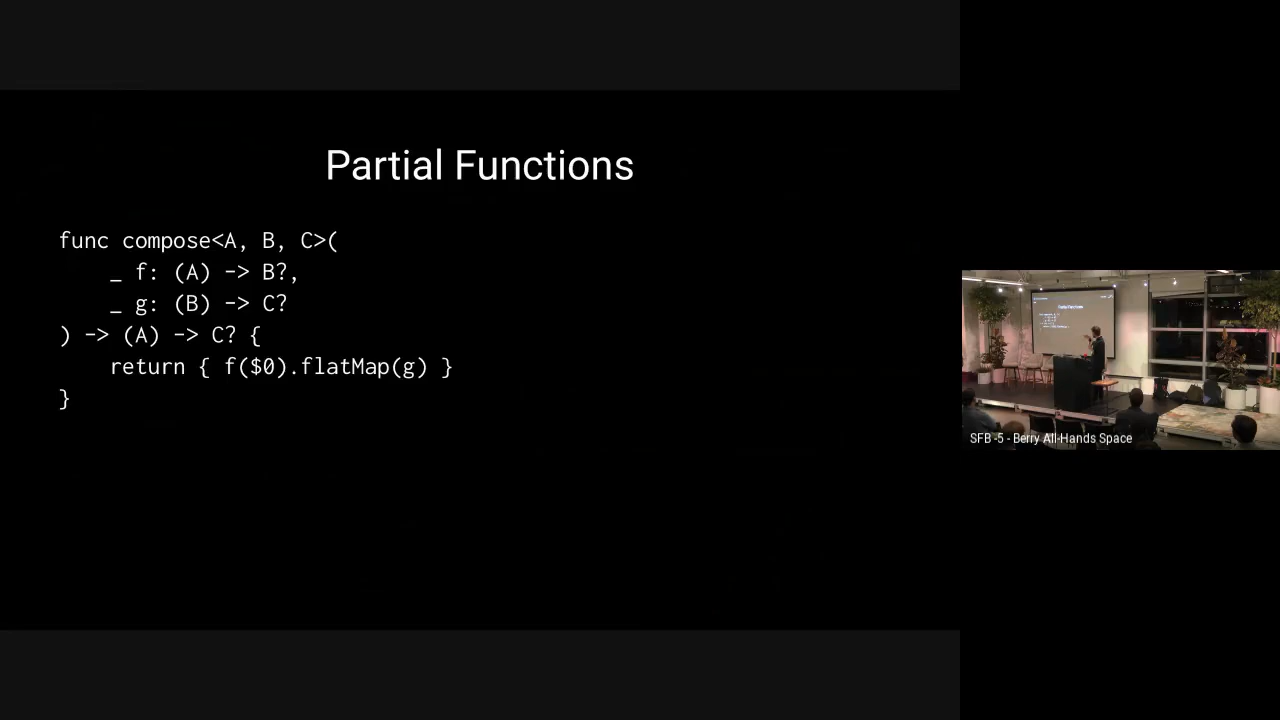 Partial Functions
func compose<A, B, C>(
    _ f: (A) -> B?,
    _ g: (B) -> C?
) -> (A) -> C? {
    return { f($0).flatMap(g) }
}
SFB -5 - Berry All-Hands Space